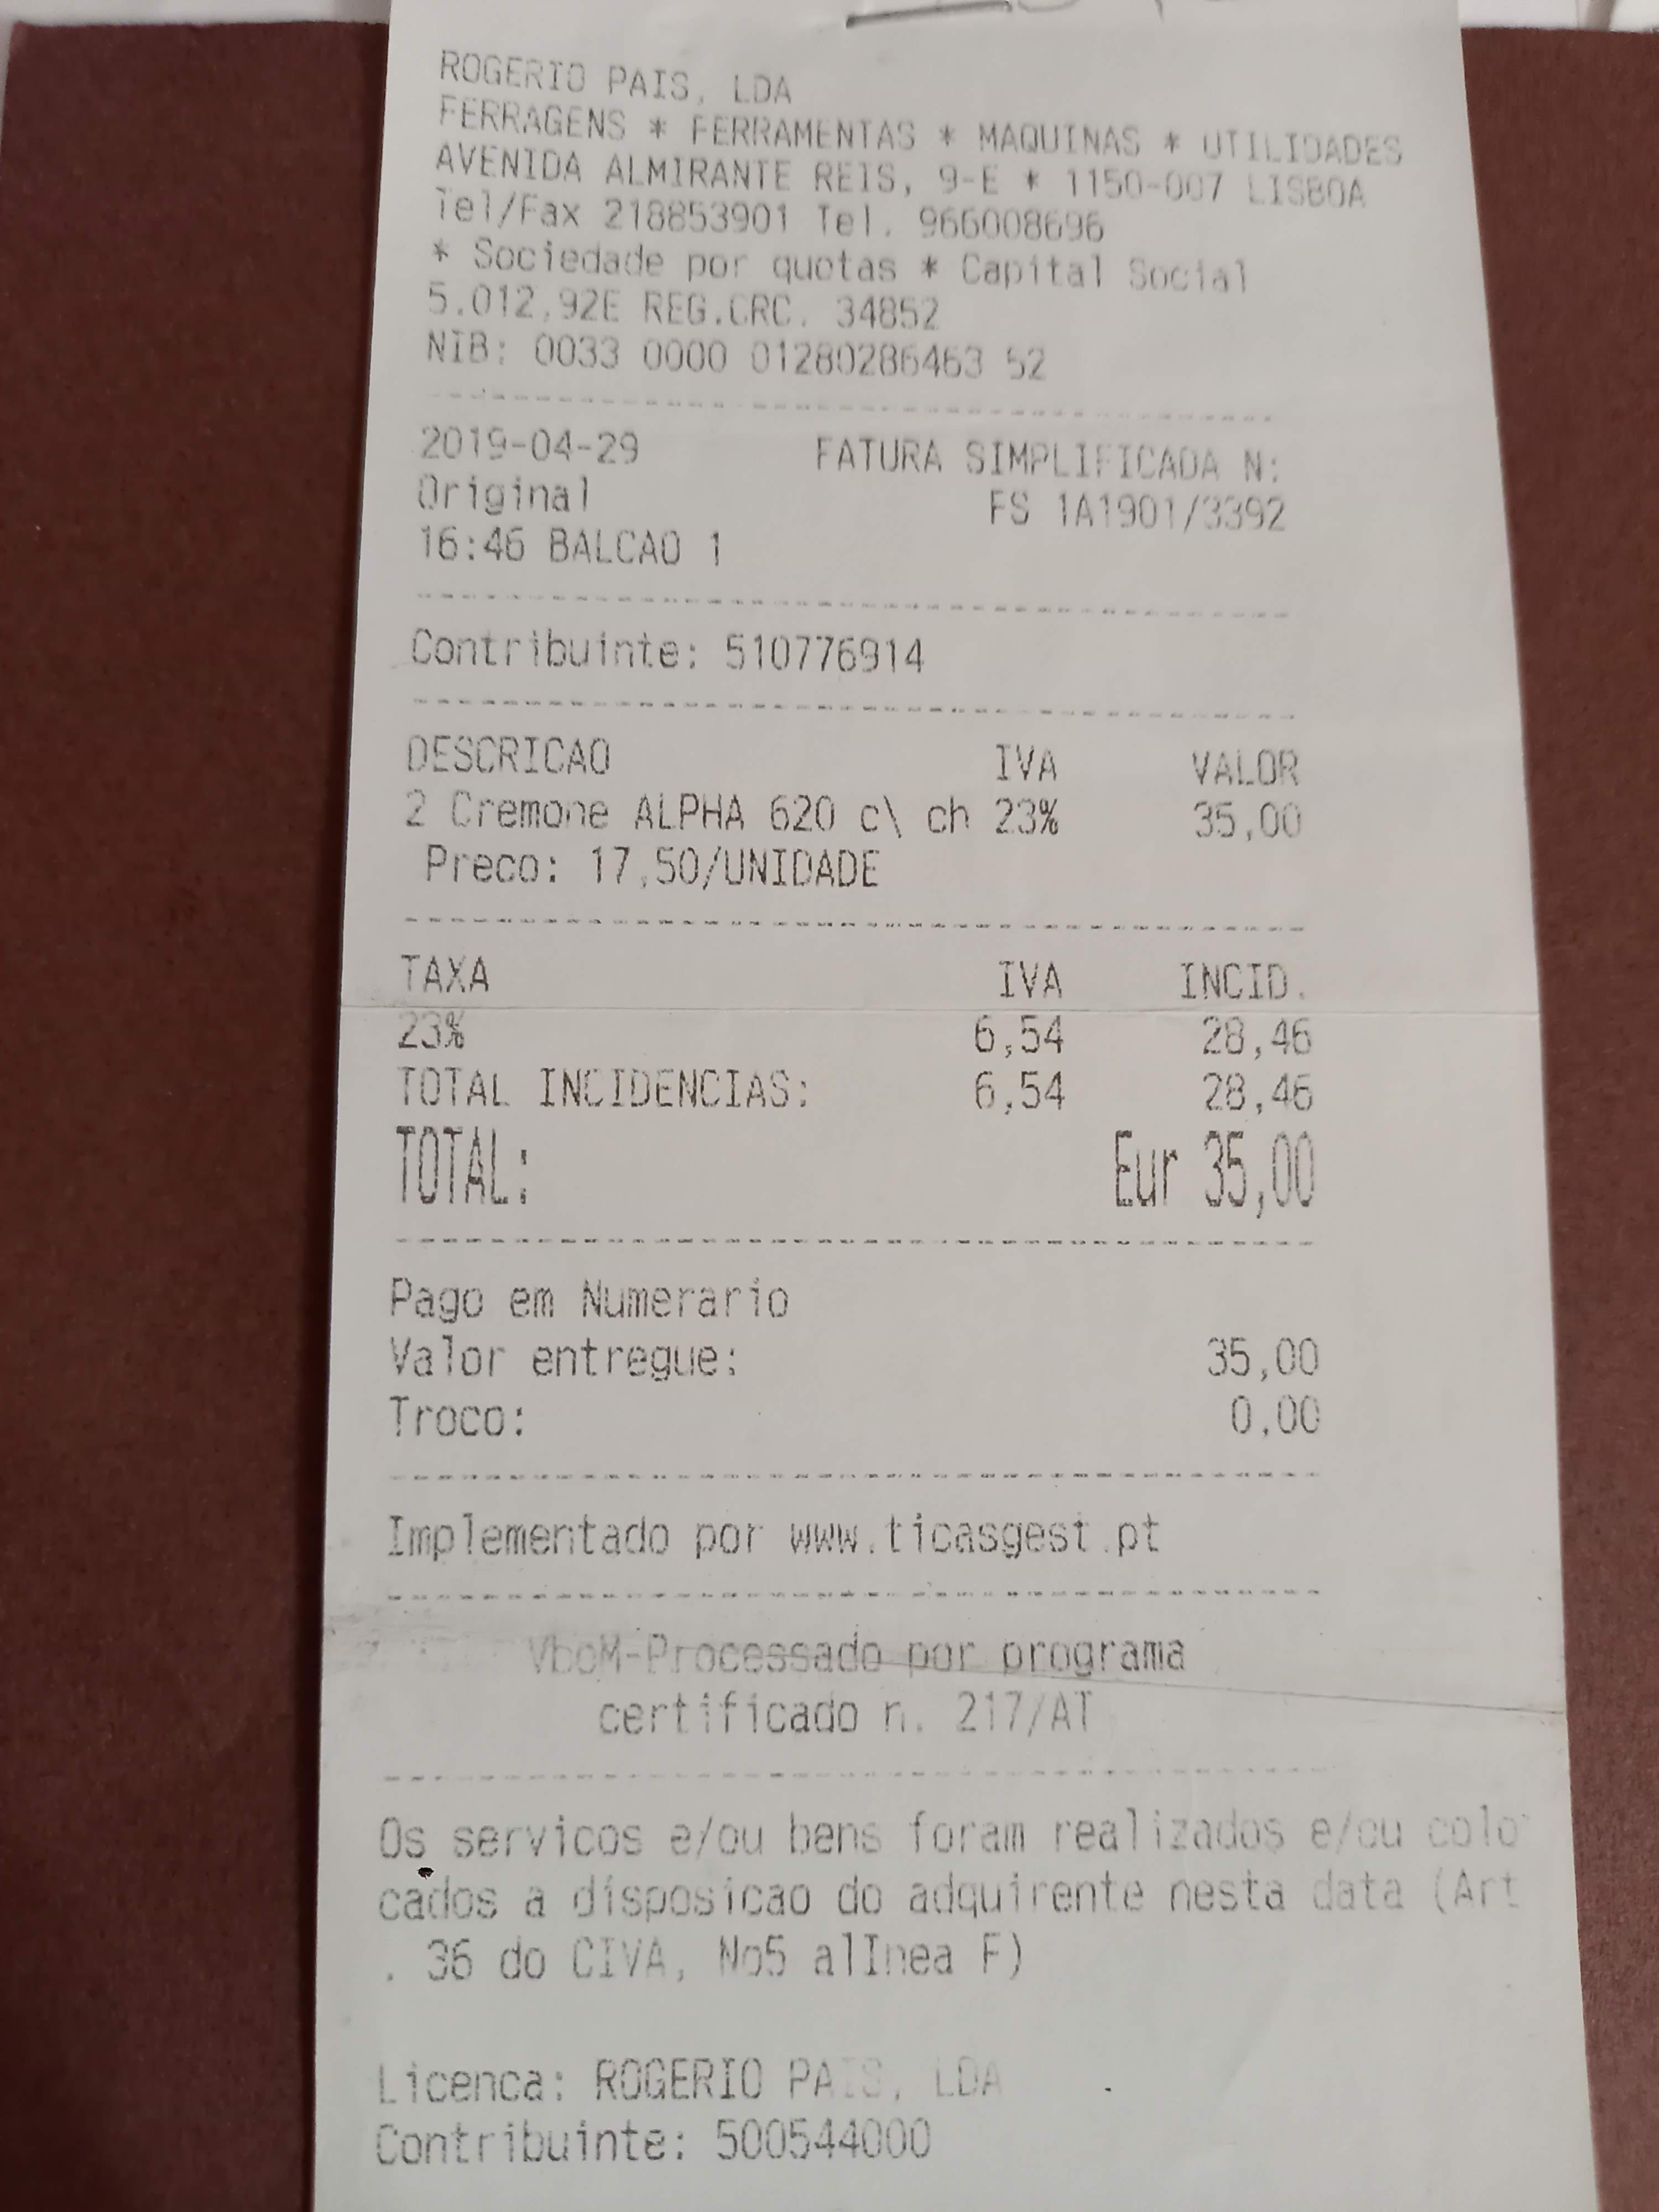 ROGERIO PAIS, LDA
FERRAGENS * FERRAMENTAS * MAQUINAS * UTILIDADES
AVENIDA ALMIRANTE REIS, 9-E * 1150-007 LISBOA
Tel/Fax 218853901 Tel. 966008696
* Sociedade por quotas * Capital Social
5.012,92E REG.CRC. 34852
NIB: 0033 0000 01280286463 52
2019-04-29 FATURA SIMPLIFICADA N:
Original FS 1A1901/3392
16:46 BALCAO 1
Contribuinte: 510776914
DESCRICAO IVA VALOR
2 Cremone ALPHA 620 c\ ch 23% 35,00
Preco: 17,50/UNIDADE
TAXA IVA INCID.
23% 6,54 28,46
TOTAL INCIDENCIAS: 6,54 28,46
TOTAL: Eur 35,00
Pago em Numerario
Valor entregue: 35,00
Troco: 0,00
Implementado por www.ticasgest.pt
VboM-Processado por programa
certificado n. 217/AT
Os servicos e/ou bens foram realizados e/ou colo
cados a disposicao do adquirente nesta data (Art
. 36 do CIVA, No5 alInea F)
Licenca: ROGERIO PAIS, LDA
Contribuinte: 500544000